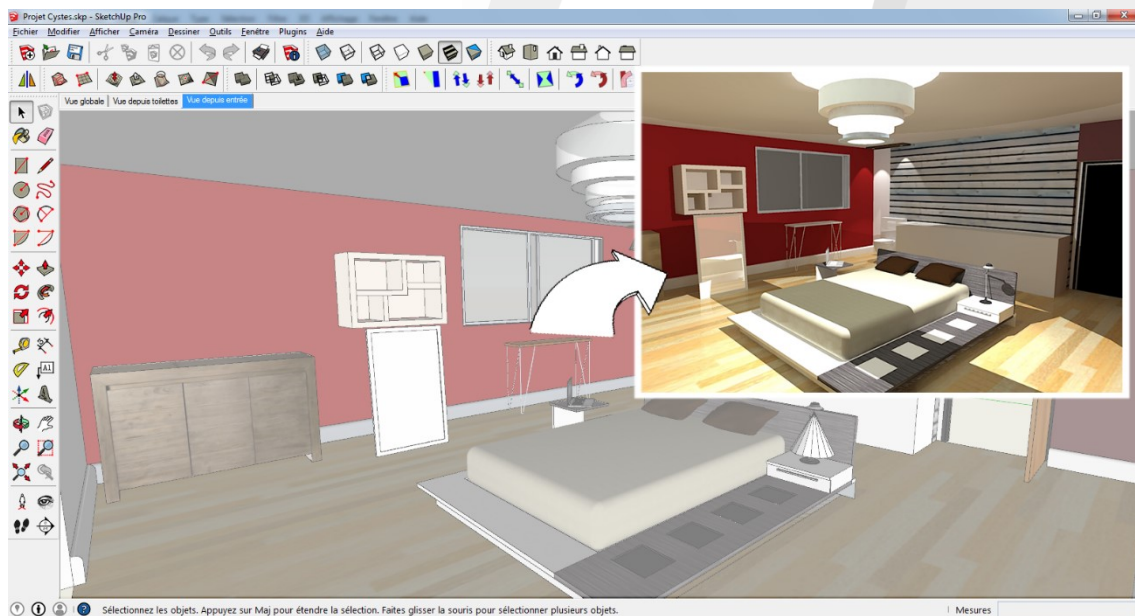 Projet Cystes.skp - SketchUp Pro
Fichier Modifier Afficher Caméra Dessiner Outils Fenêtre Plugins Aide
Vue globale Vue depuis toilettes Vue depuis entrée
A1
Sélectionnez les objets. Appuyez sur Maj pour étendre la sélection. Faites glisser la souris pour sélectionner plusieurs objets.
Mesures